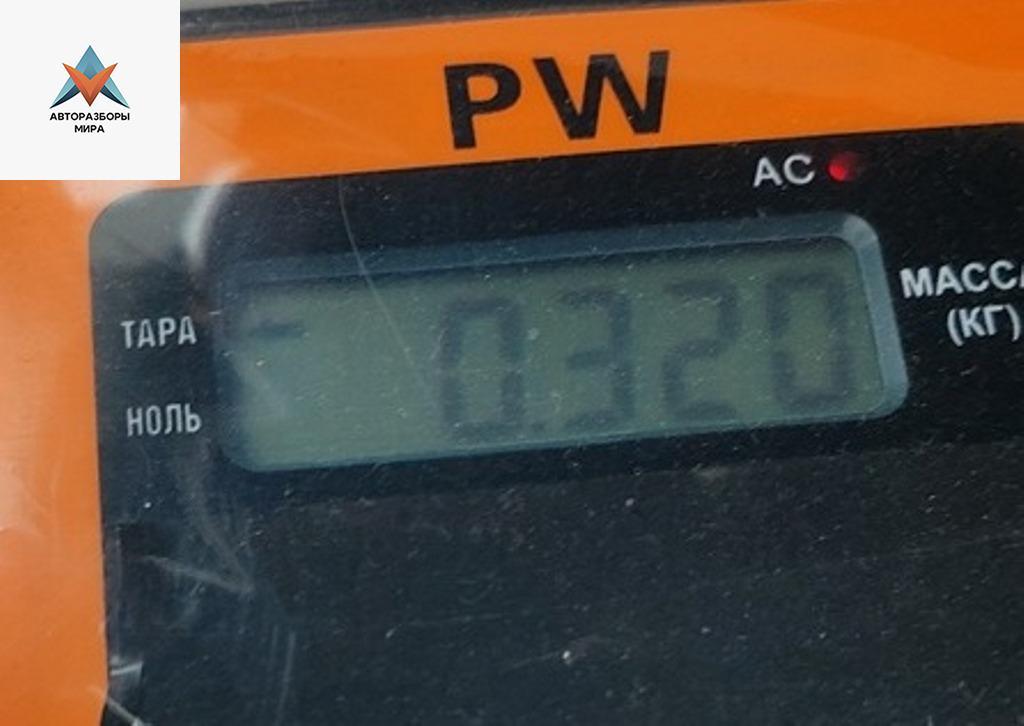 АВТОРАЗБОРЫ
МИРА
PW
AC
ТАРА
НОЛЬ
0.320
МАССА
(КГ)